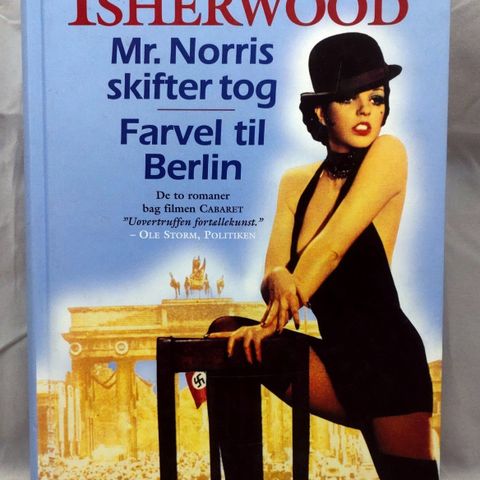 ISHERWOOD
Mr. Norris
skifter tog
Farvel til
Berlin
De to romaner
bag filmen CABARET
”Uovertruffen fortællekunst.”
– OLE STORM, POLITIKEN